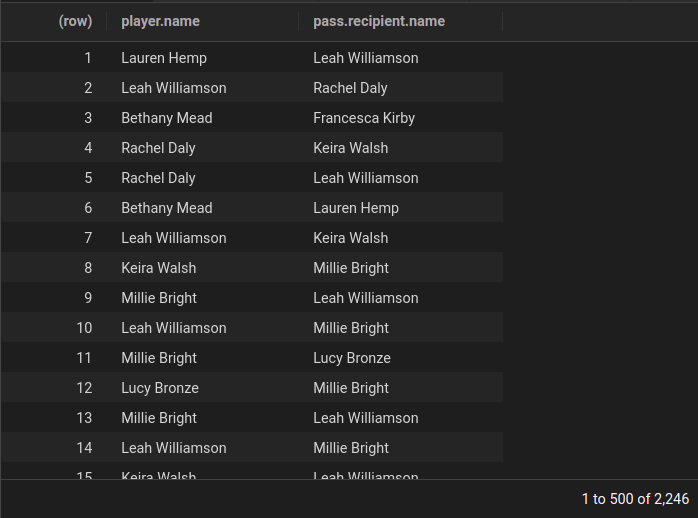 (row) player.name pass.recipient.name
1 Lauren Hemp Leah Williamson
2 Leah Williamson Rachel Daly
3 Bethany Mead Francesca Kirby
4 Rachel Daly Keira Walsh
5 Rachel Daly Leah Williamson
6 Bethany Mead Lauren Hemp
7 Leah Williamson Keira Walsh
8 Keira Walsh Millie Bright
9 Millie Bright Leah Williamson
10 Leah Williamson Millie Bright
11 Millie Bright Lucy Bronze
12 Lucy Bronze Millie Bright
13 Millie Bright Leah Williamson
14 Leah Williamson Millie Bright
15 Keira Walsh Leah Williamson
1 to 500 of 2,246